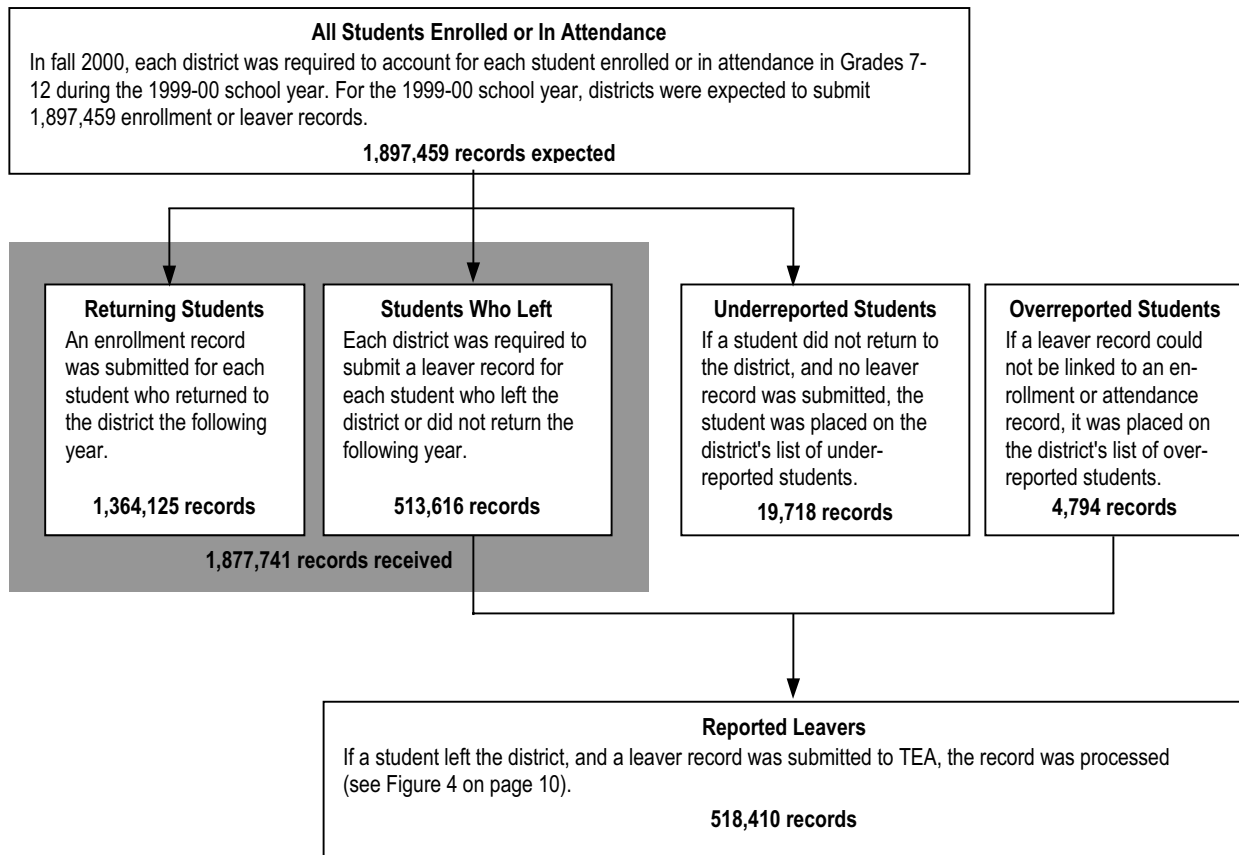 All Students Enrolled or In Attendance
In fall 2000, each district was required to account for each student enrolled or in attendance in Grades 7-
12 during the 1999-00 school year. For the 1999-00 school year, districts were expected to submit
1,897,459 enrollment or leaver records.
1,897,459 records expected
Returning Students
An enrollment record
was submitted for each
student who returned to
the district the following
year.
1,364,125 records
Students Who Left
Each district was required to
submit a leaver record for
each student who left the
district or did not return the
following year.
513,616 records
1,877,741 records received
Underreported Students
If a student did not return to
the district, and no leaver
record was submitted, the
student was placed on the
district's list of under-
reported students.
19,718 records
Overreported Students
If a leaver record could
not be linked to an en-
rollment or attendance
record, it was placed on
the district's list of over-
reported students.
4,794 records
Reported Leavers
If a student left the district, and a leaver record was submitted to TEA, the record was processed
(see Figure 4 on page 10).
518,410 records